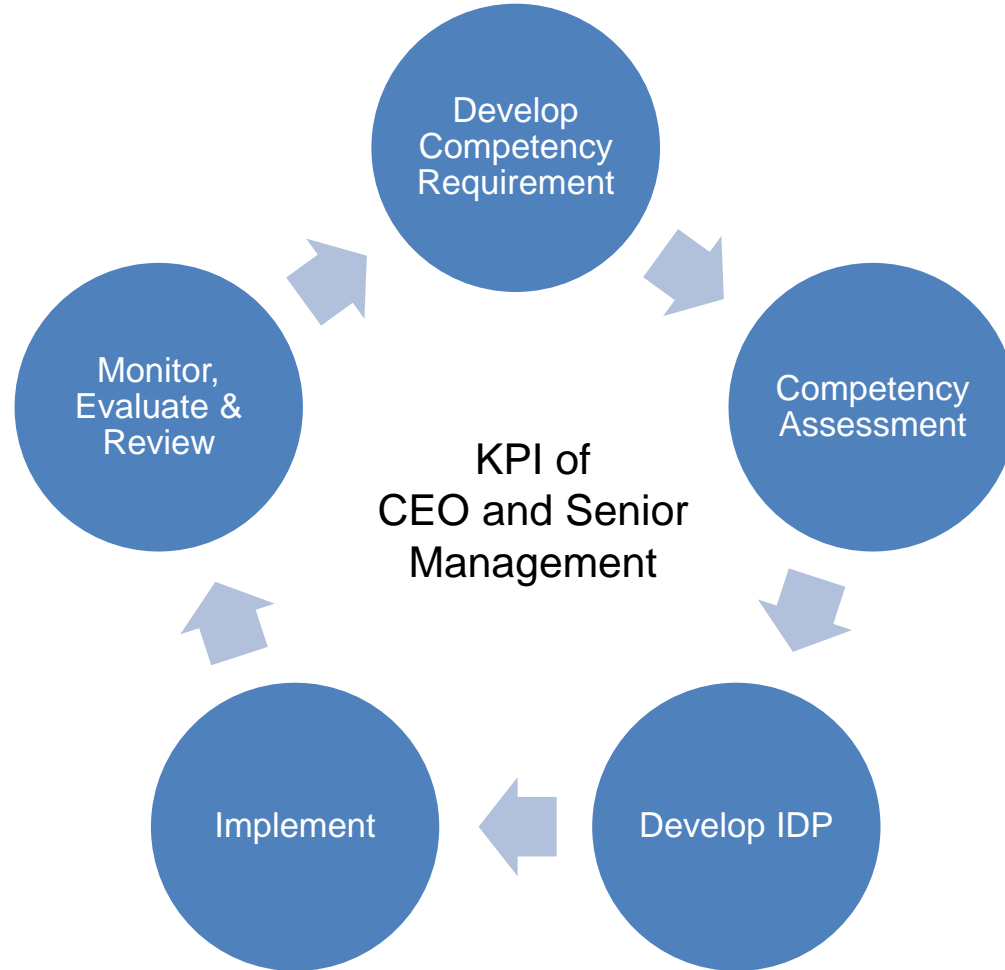 Develop
Competency
Requirement
Competency
Assessment
Develop IDP
Implement
Monitor,
Evaluate &
Review
KPI of
CEO and Senior
Management